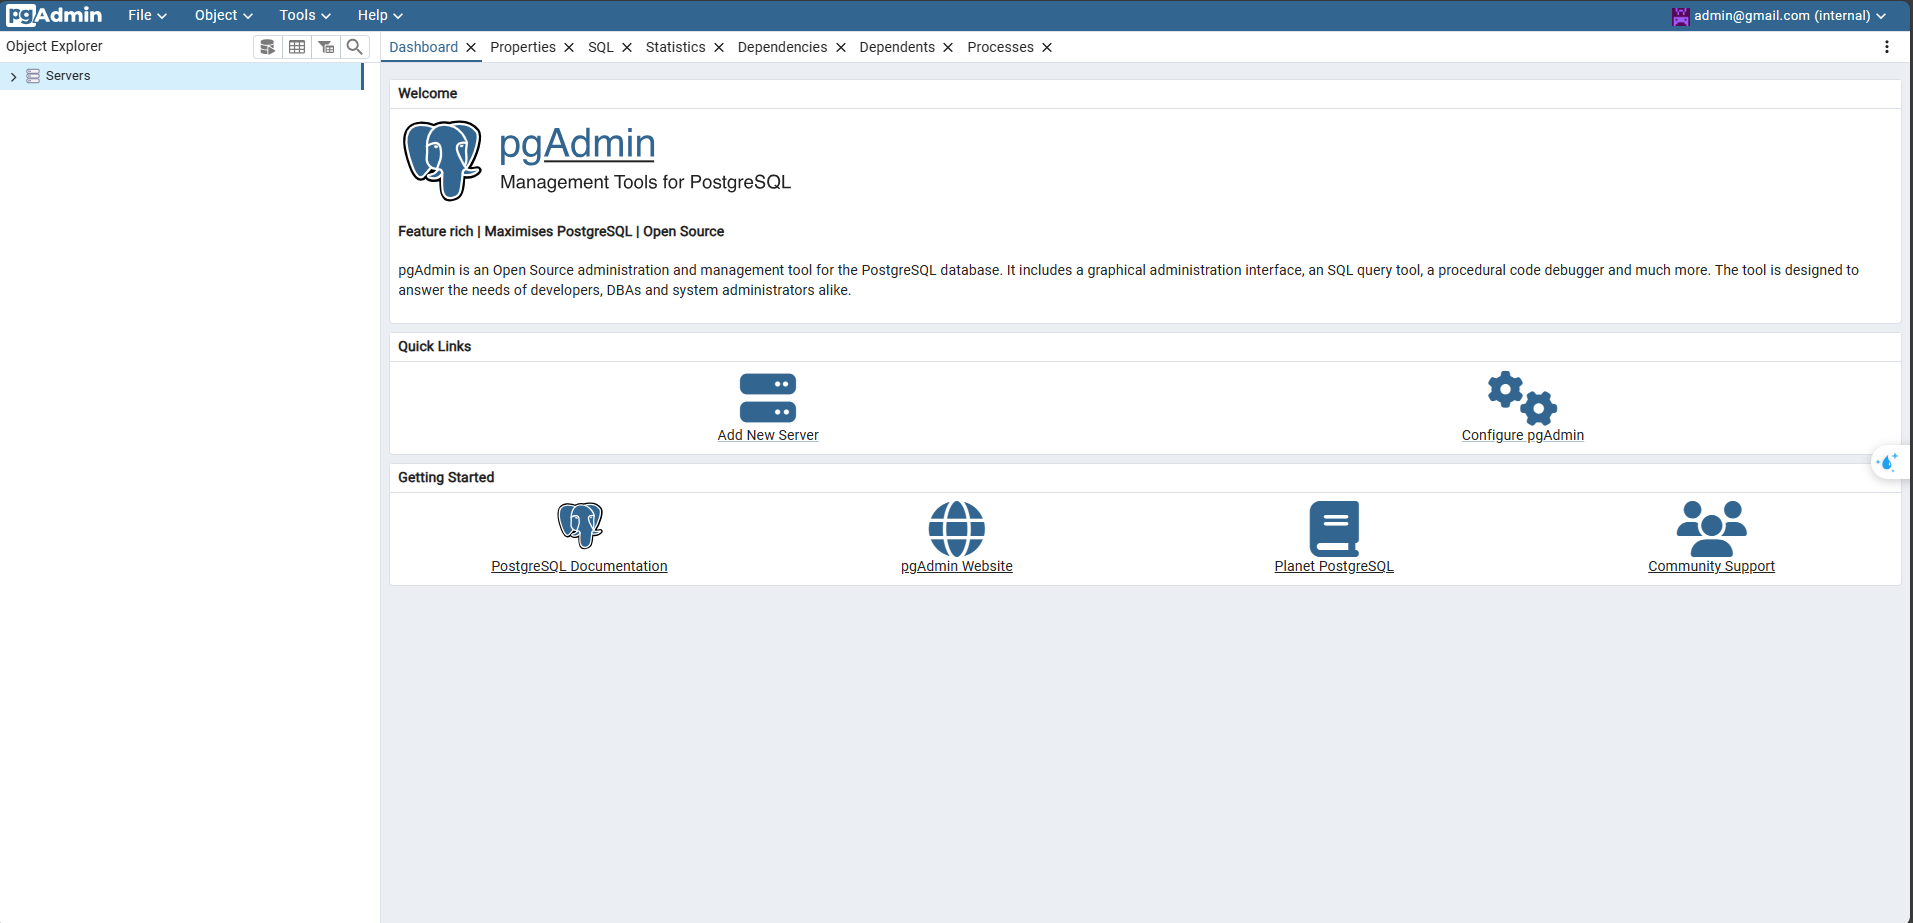 pgAdmin File Object Tools Help admin@gmail.com (internal)
Object Explorer
Dashboard Properties SQL Statistics Dependencies Dependents Processes
Servers
Welcome
pgAdmin
Management Tools for PostgreSQL
Feature rich | Maximises PostgreSQL | Open Source
pgAdmin is an Open Source administration and management tool for the PostgreSQL database. It includes a graphical administration interface, an SQL query tool, a procedural code debugger and much more. The tool is designed to
answer the needs of developers, DBAs and system administrators alike.
Quick Links
Add New Server Configure pgAdmin
Getting Started
PostgreSQL Documentation pgAdmin Website Planet PostgreSQL Community Support